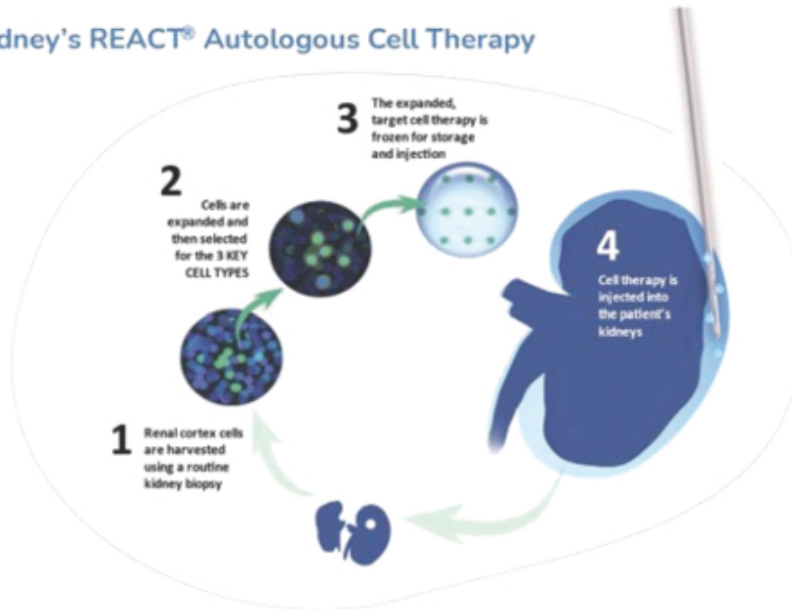 dney's REACT® Autologous Cell Therapy
3
The expanded,
target cell therapy is
frozen for storage
and injection
2
Cells are
expanded and
then selected
for the 3 KEY
CELL TYPES
4
Cell therapy is
injected into
the patient's
kidneys
1
Renal cortex cells
are harvested
using a routine
kidney biopsy